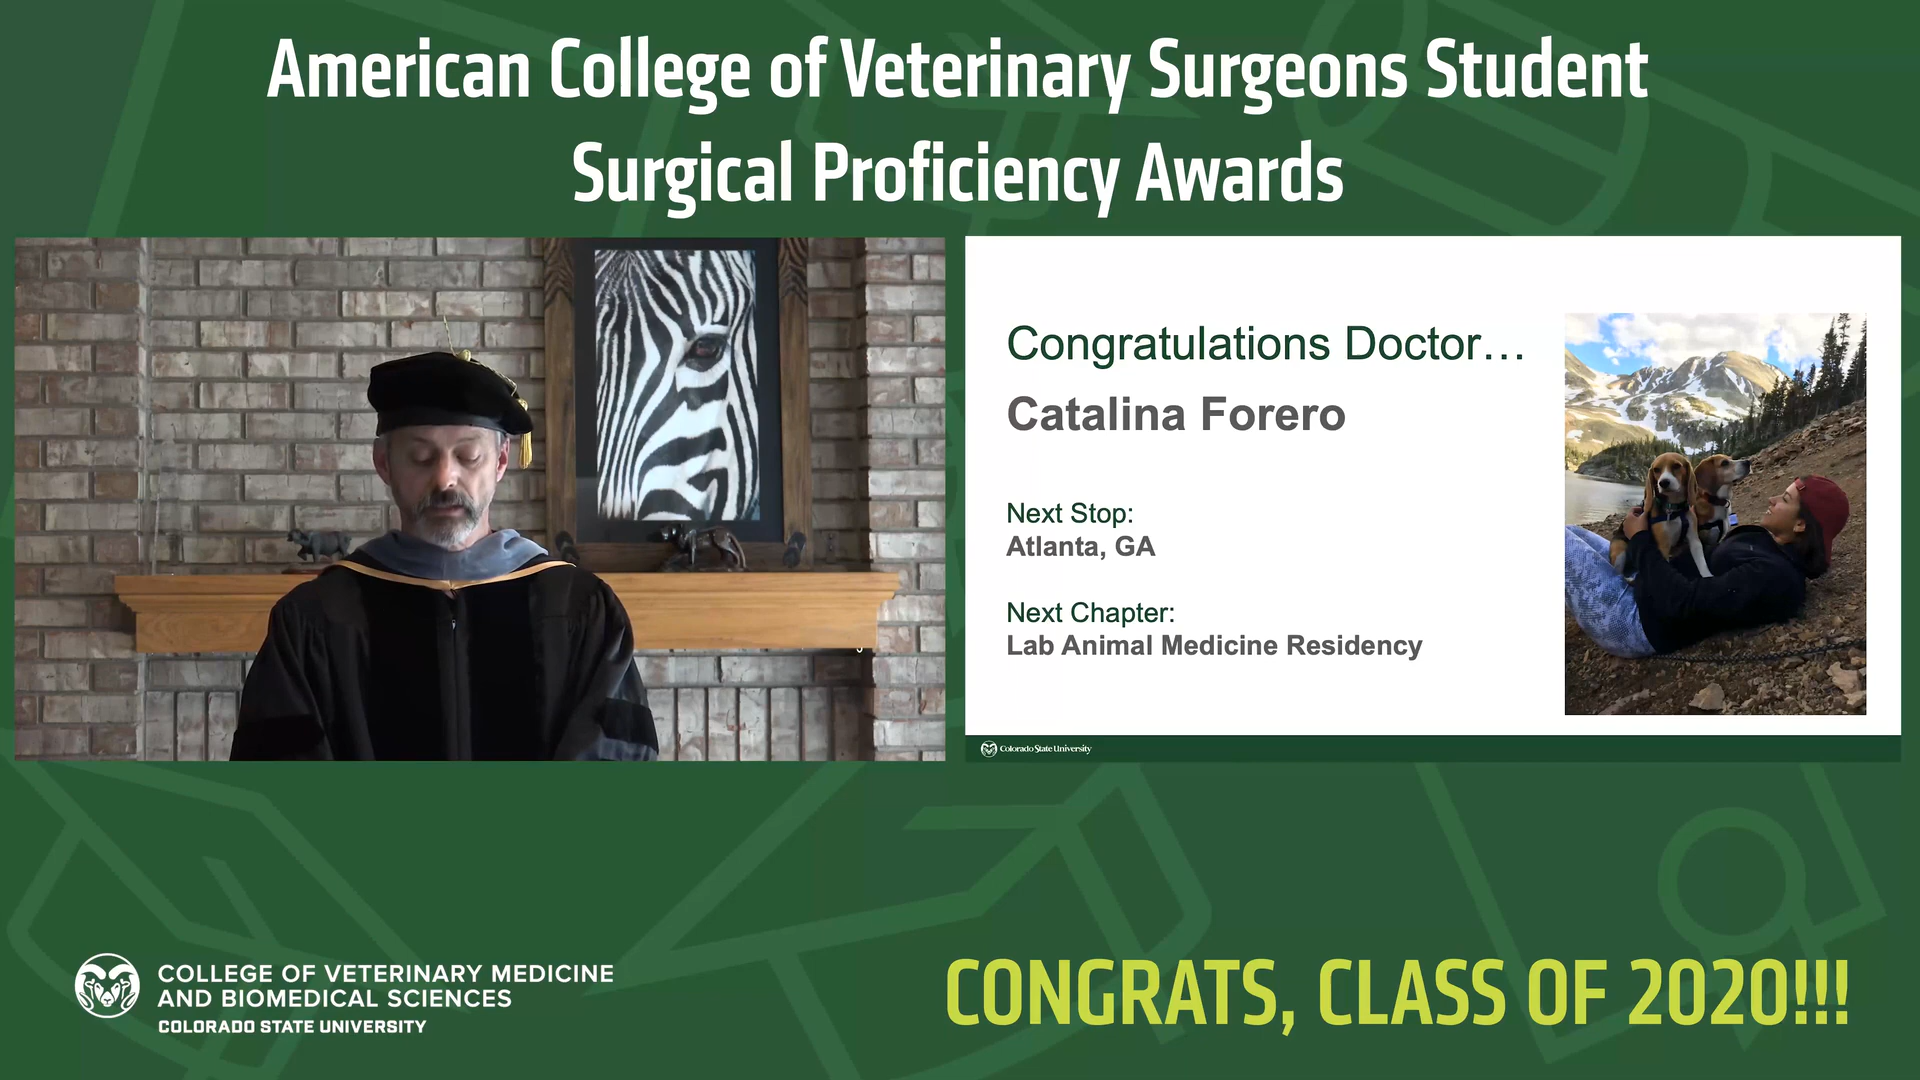 American College of Veterinary Surgeons Student
Surgical Proficiency Awards
Congratulations Doctor…
Catalina Forero
Next Stop:
Atlanta, GA
Next Chapter:
Lab Animal Medicine Residency
Colorado State University
COLLEGE OF VETERINARY MEDICINE
AND BIOMEDICAL SCIENCES
COLORADO STATE UNIVERSITY
CONGRATS, CLASS OF 2020!!!